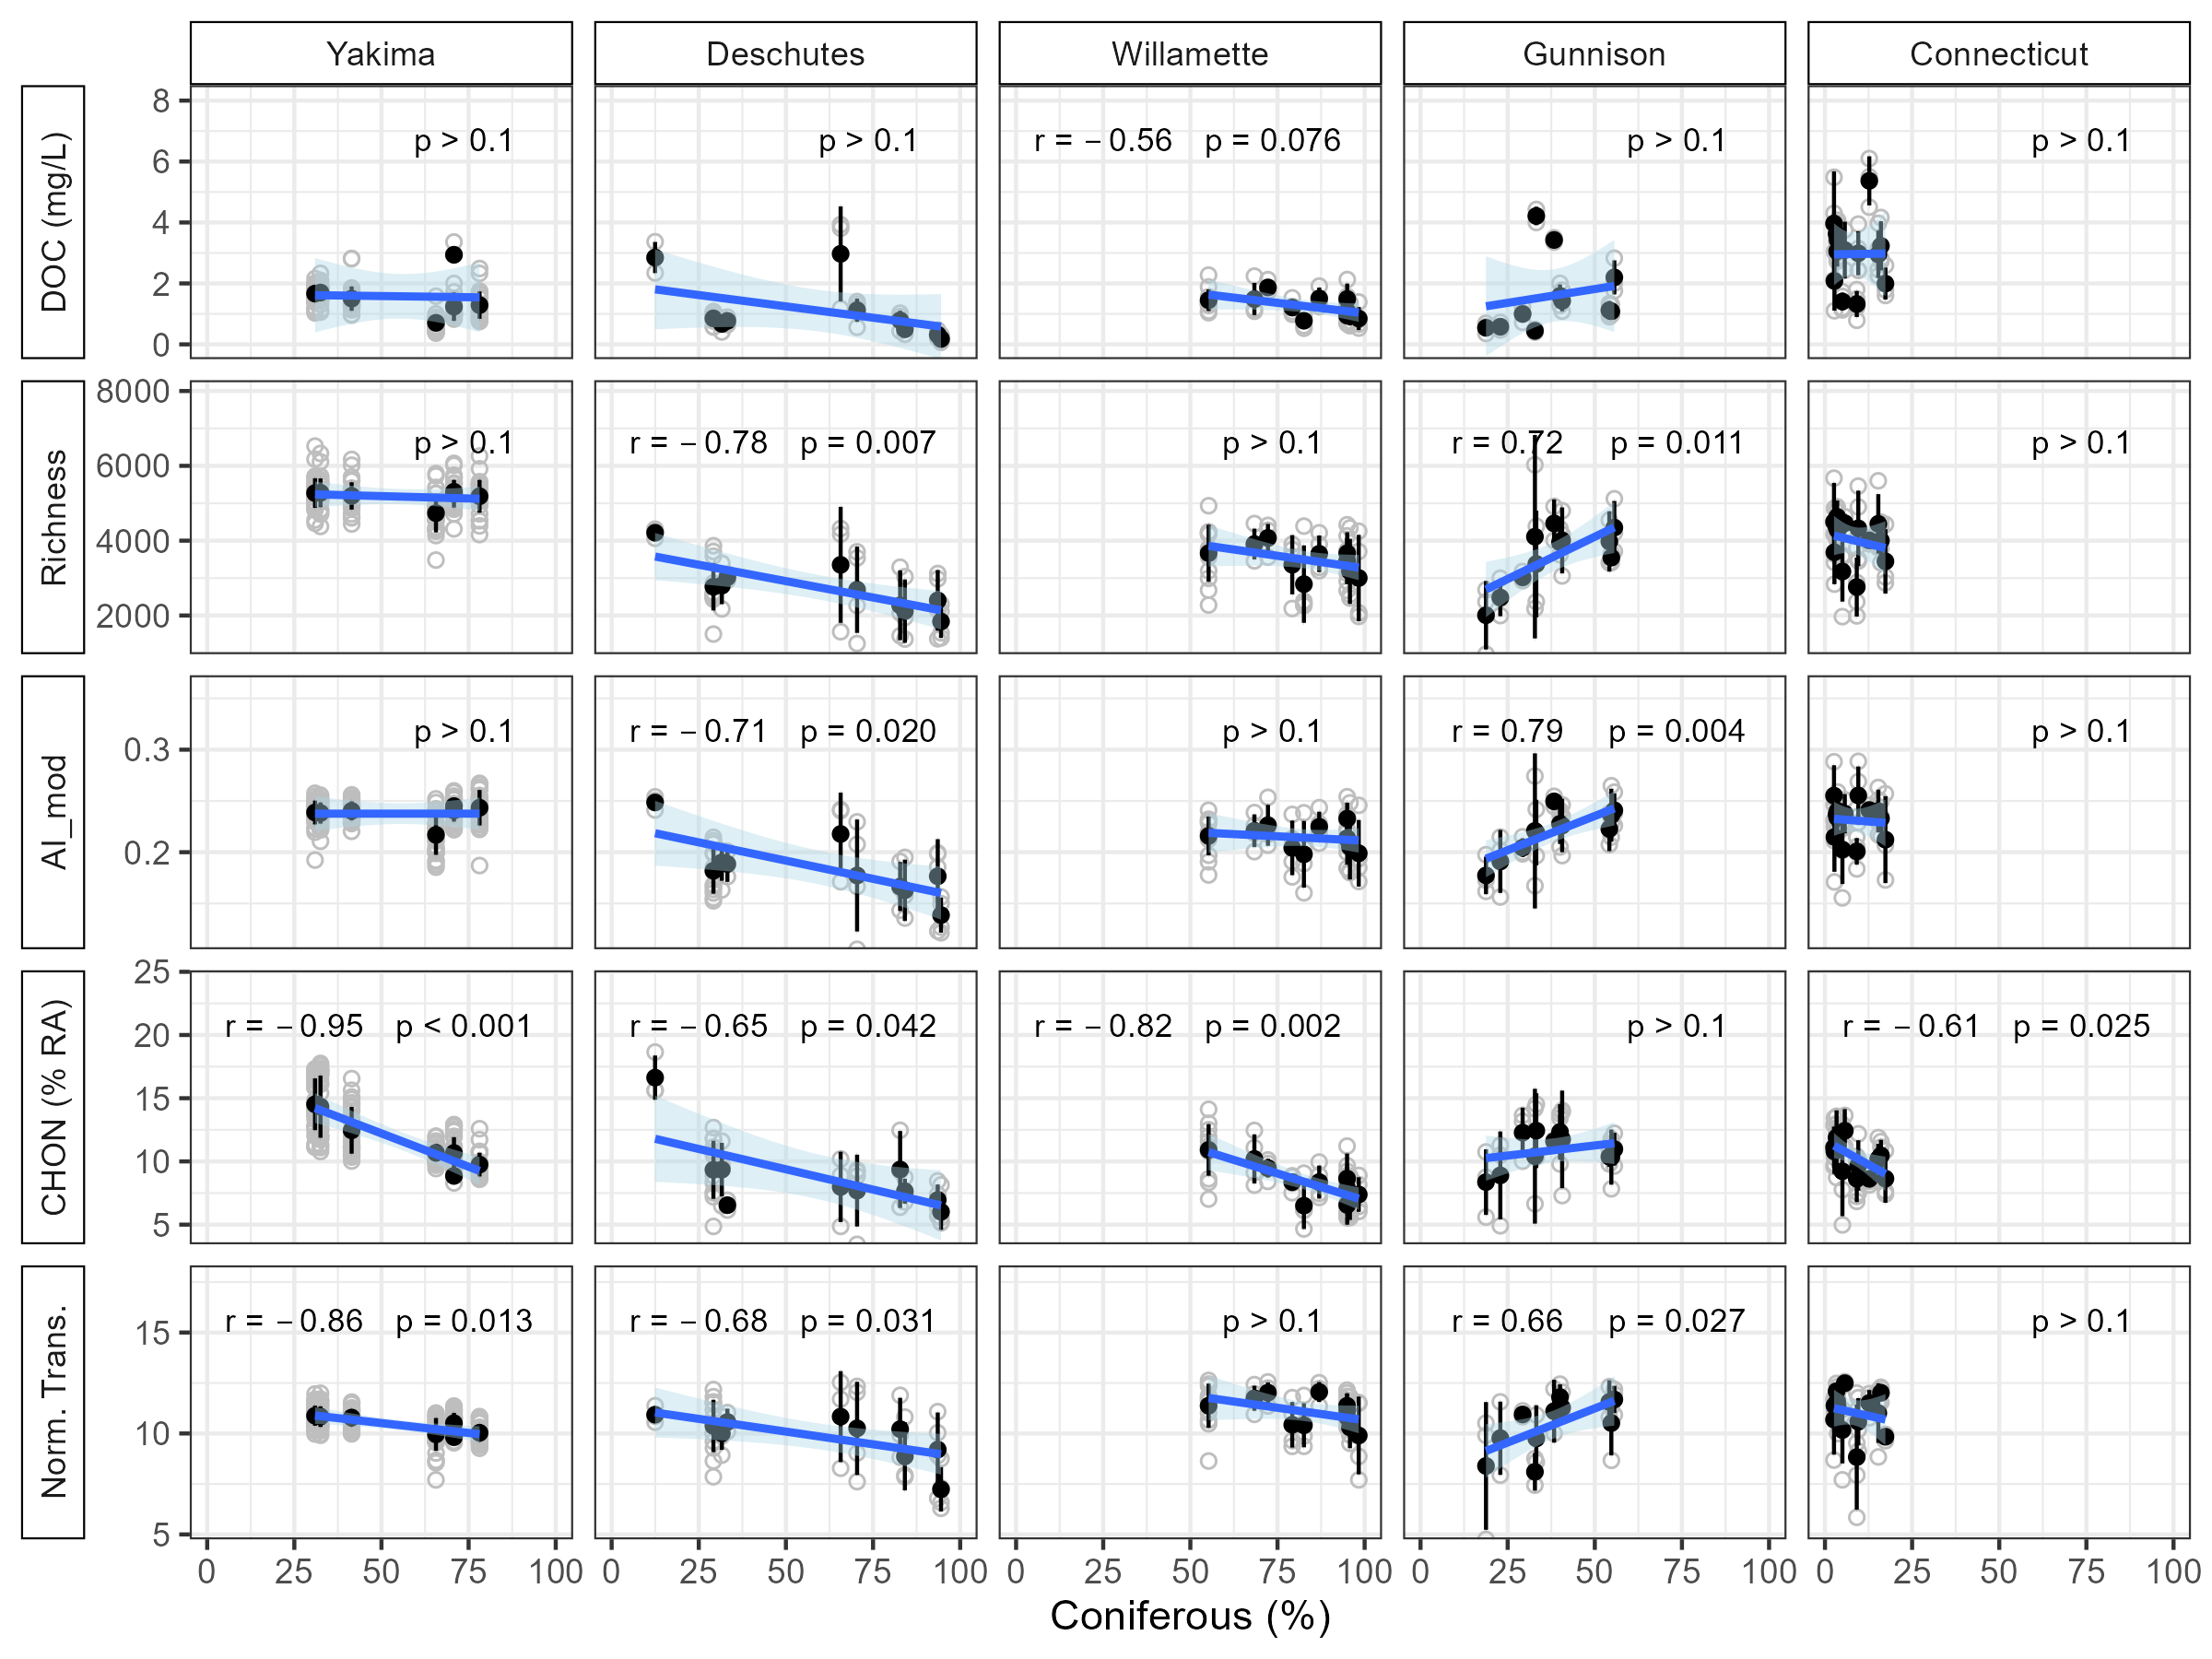 Yakima Deschutes Willamette Gunnison Connecticut
DOC (mg/L)
8
6
4
2
0
p > 0.1
p > 0.1
r = −0.56 p = 0.076
p > 0.1
p > 0.1
Richness
8000
6000
4000
2000
p > 0.1
r = −0.78 p = 0.007
p > 0.1
r = 0.72 p = 0.011
p > 0.1
AI_mod
0.3
0.2
p > 0.1
r = −0.71 p = 0.020
p > 0.1
r = 0.79 p = 0.004
p > 0.1
CHON (% RA)
25
20
15
10
5
r = −0.95 p < 0.001
r = −0.65 p = 0.042
r = −0.82 p = 0.002
p > 0.1
r = −0.61 p = 0.025
Norm. Trans.
15
10
5
r = −0.86 p = 0.013
r = −0.68 p = 0.031
p > 0.1
r = 0.66 p = 0.027
p > 0.1
0 25 50 75 100 0 25 50 75 100 0 25 50 75 100 0 25 50 75 100 0 25 50 75 100
Coniferous (%)